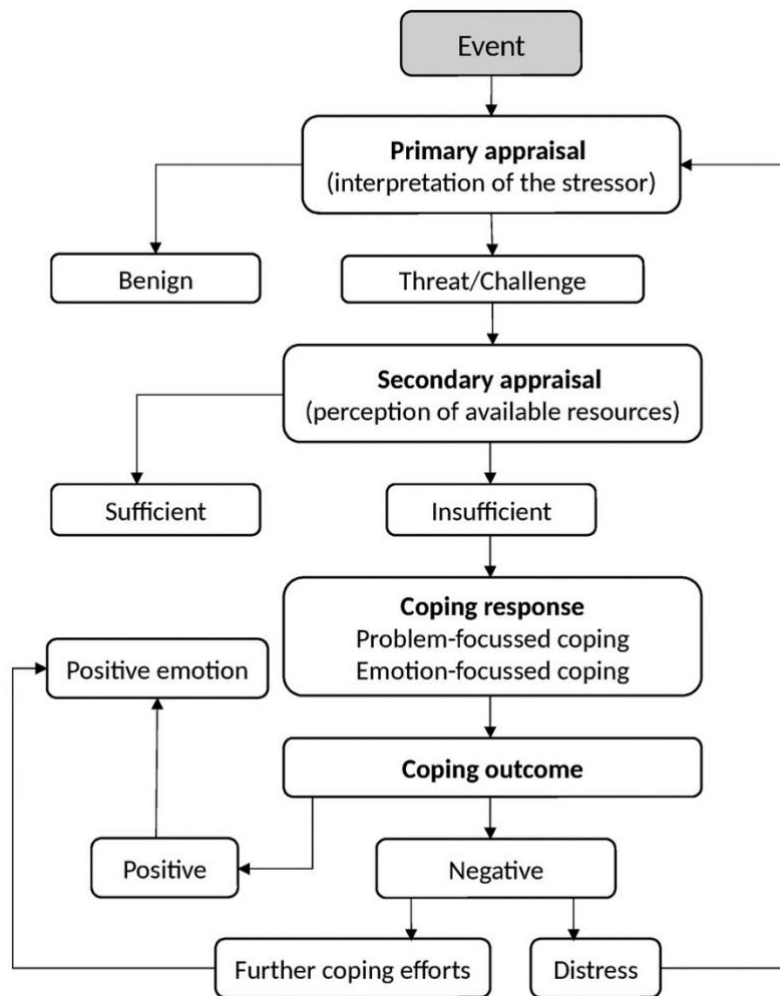 Event
Primary appraisal
(interpretation of the stressor)
Benign
Threat/Challenge
Secondary appraisal
(perception of available resources)
Sufficient
Insufficient
Coping response
Problem-focussed coping
Emotion-focussed coping
Positive emotion
Coping outcome
Positive
Negative
Further coping efforts
Distress